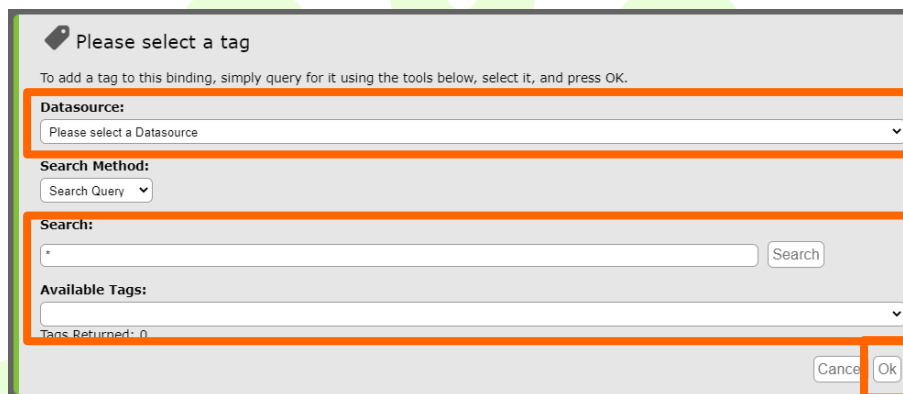 Please select a tag
To add a tag to this binding, simply query for it using the tools below, select it, and press OK.
Datasource:
Please select a Datasource
Search Method:
Search Query
Search:
*
Search
Available Tags:
Tags Returned: 0
Cance
Ok